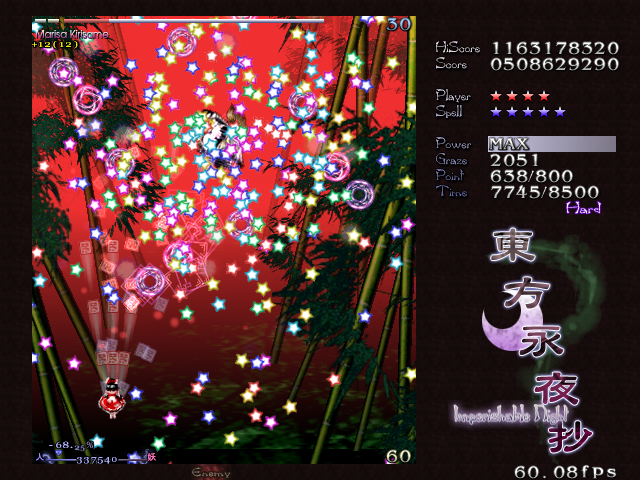 30
Marisa Kirisame
+12(12)
HiScore 1163178320
Score 0508629290
Player
Spell
Power MAX
Graze 2051
Point 638/800
Time 7745/8500
Hard
東方永夜抄
Imperishable Night
-68.25%
人 337540 妖
60
Enemy
60.08fps